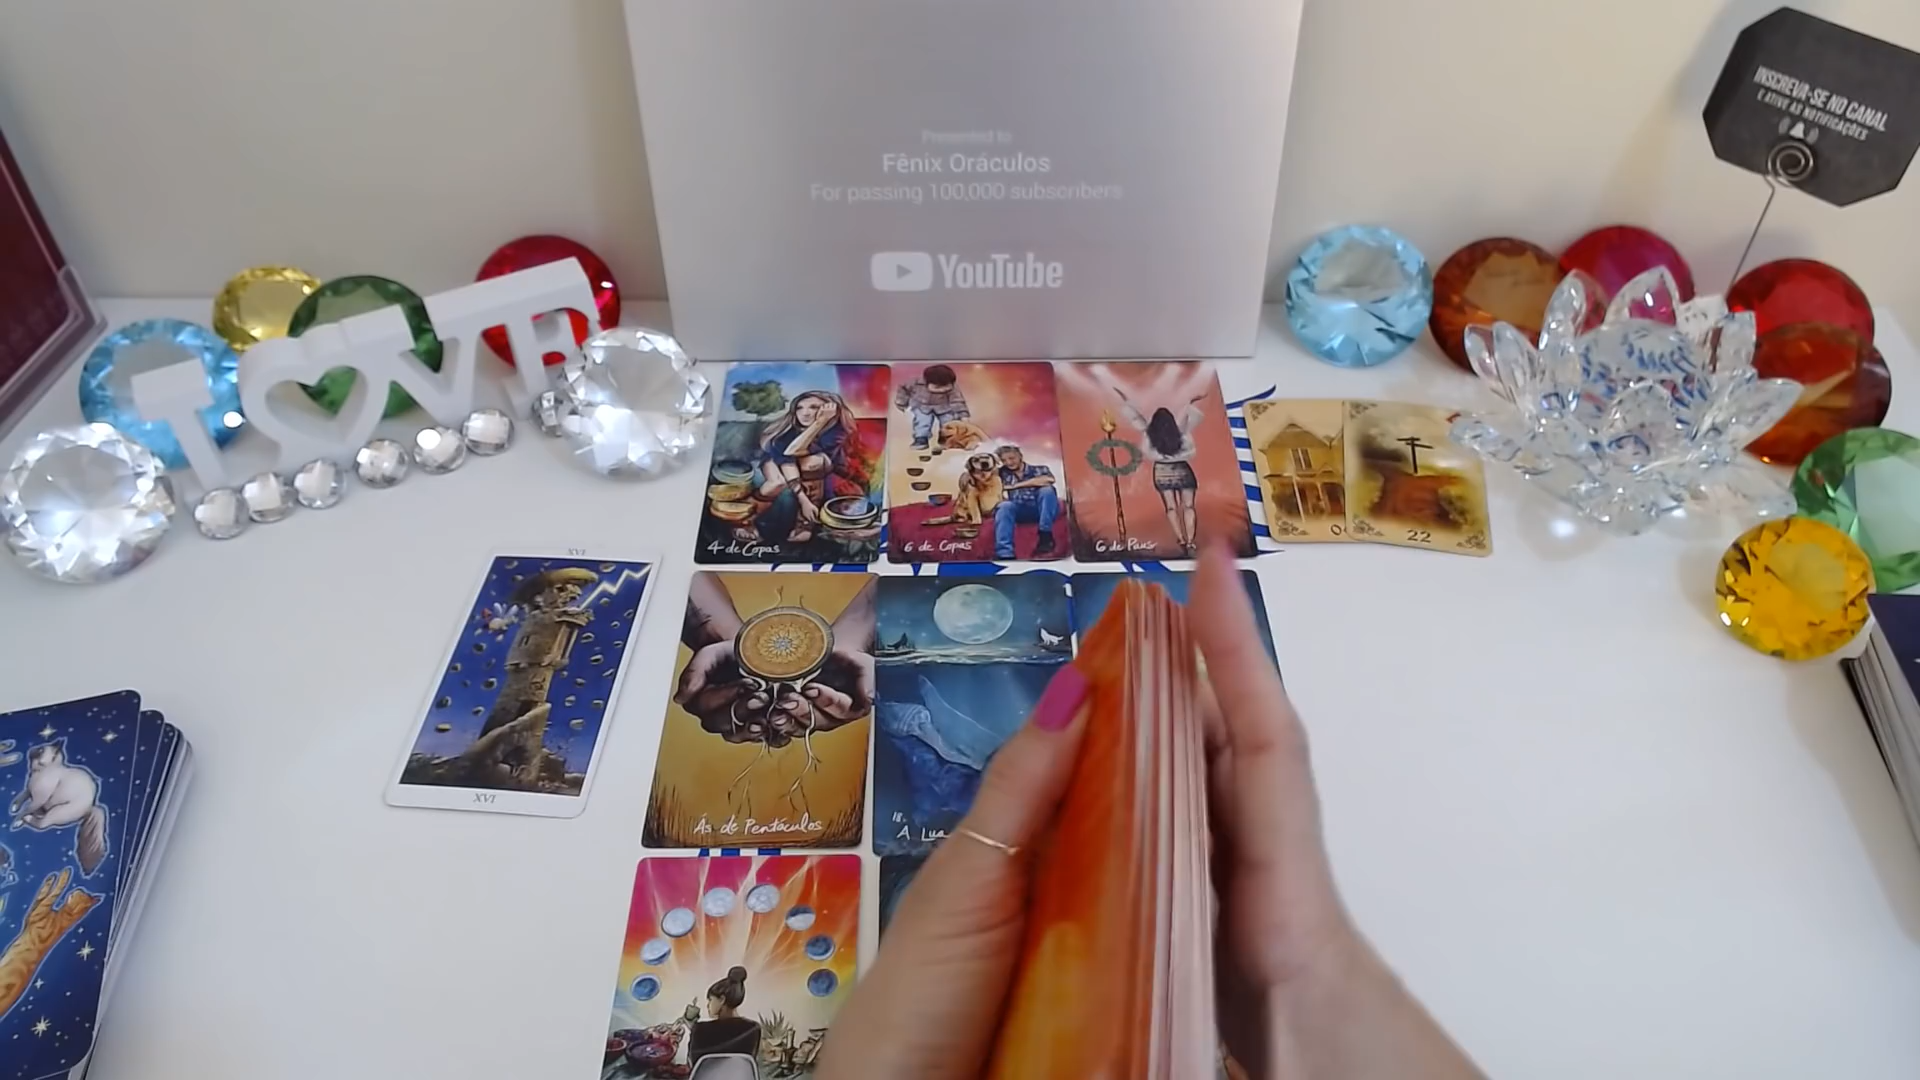 Presented to
Fênix Oráculos
For passing 100,000 subscribers
YouTube
INSCREVA-SE NO CANAL
E ATIVE AS NOTIFICAÇÕES
LOVE
4 de Copas
6 de Copas
6 de Paus
22
XVI
XVI
Ás de Pentáculos
18.
A Lua